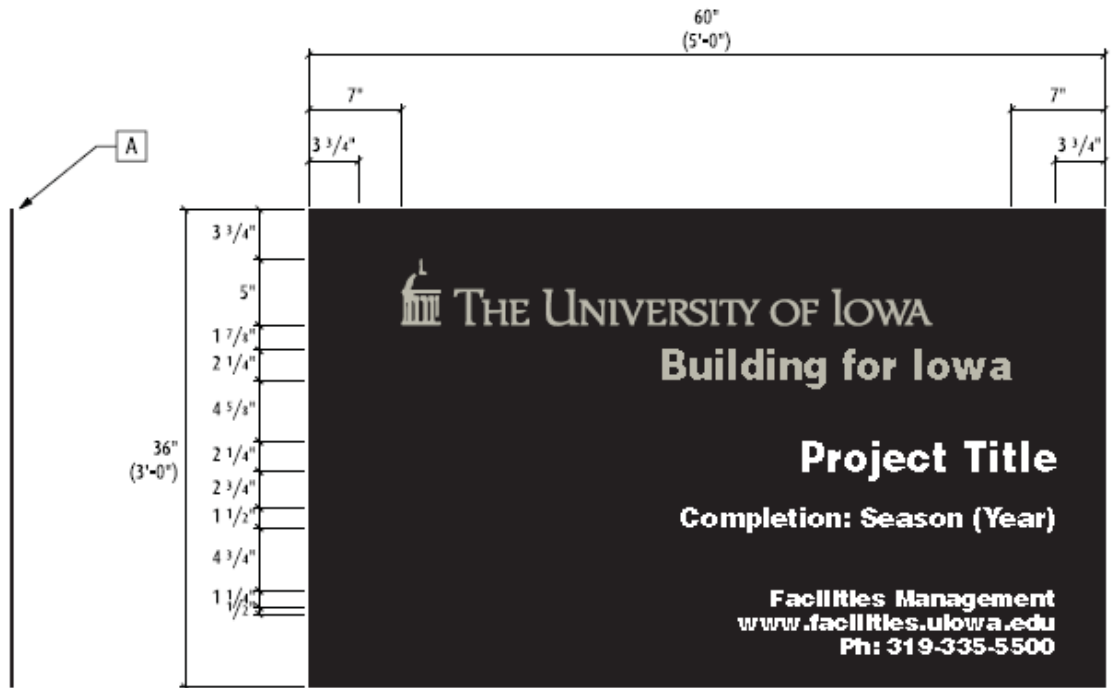 60"
(5'-0")
7"
7"
3 3/4"
3 3/4"
A
3 3/4"
5"
1 7/8"
2 1/4"
4 5/8"
36"
(3'-0")
2 1/4"
2 3/4"
1 1/2"
4 3/4"
1 1/4"
1/2"
THE UNIVERSITY OF IOWA
Building for Iowa
Project Title
Completion: Season (Year)
Facilities Management
www.facilities.uiowa.edu
Ph: 319-335-5500